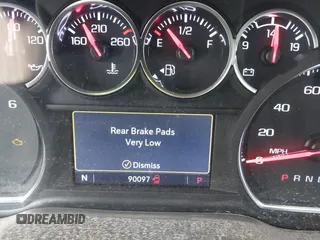 120
160 210 260
E 1/2 F
9 14 19
6
Rear Brake Pads
Very Low
Dismiss
N 90097 P
20 40 60
MPH
P R N
DREAMBID